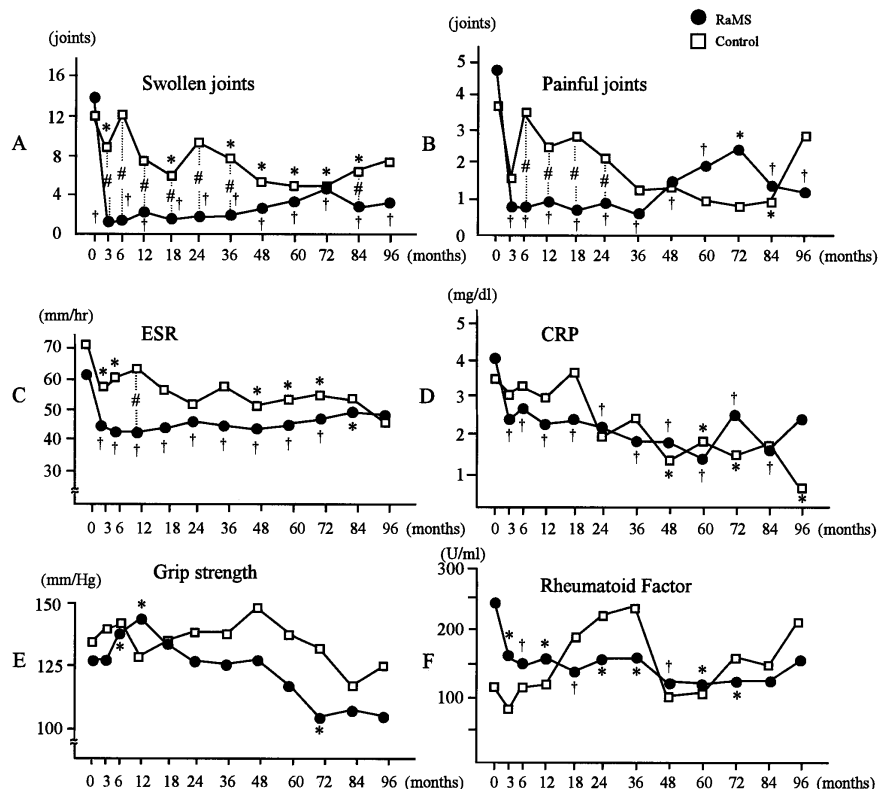 RaMS
Control
(joints)
A
Swollen joints
16
12
8
4
0
* * * * * * *
# # # # # # #
† † † † † † † † † † †
0 3 6 12 18 24 36 48 60 72 84 96 (months)
(joints)
B
Painful joints
5
4
3
2
1
0
† * † †
# # # #
† † † † † † † *
0 3 6 12 18 24 36 48 60 72 84 96 (months)
(mm/hr)
C
ESR
70
60
50
40
30
* * * * *
#
† † † † † † † † † *
0 3 6 12 18 24 36 48 60 72 84 96 (months)
(mg/dl)
D
CRP
5
4
3
2
1
† † * †
† † † † † * † * † *
0 3 6 12 18 24 36 48 60 72 84 96 (months)
(mm/Hg)
E
Grip strength
150
125
100
*
*
*
0 3 6 12 18 24 36 48 60 72 84 96 (months)
(U/ml)
F
Rheumatoid Factor
300
200
100
* † * † *
† * * *
0 3 6 12 18 24 36 48 60 72 84 96 (months)